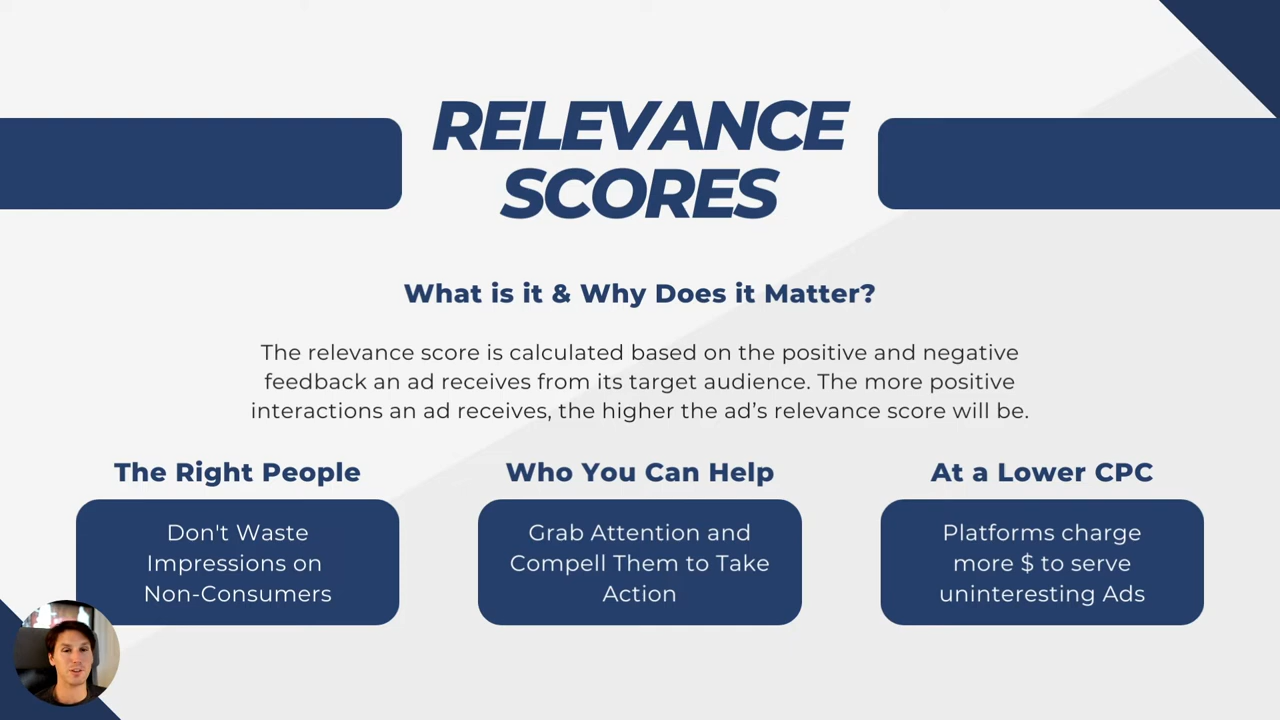 RELEVANCE
SCORES
What is it & Why Does it Matter?
The relevance score is calculated based on the positive and negative
feedback an ad receives from its target audience. The more positive
interactions an ad receives, the higher the ad’s relevance score will be.
The Right People
Don't Waste
Impressions on
Non-Consumers
Who You Can Help
Grab Attention and
Compell Them to Take
Action
At a Lower CPC
Platforms charge
more $ to serve
uninteresting Ads